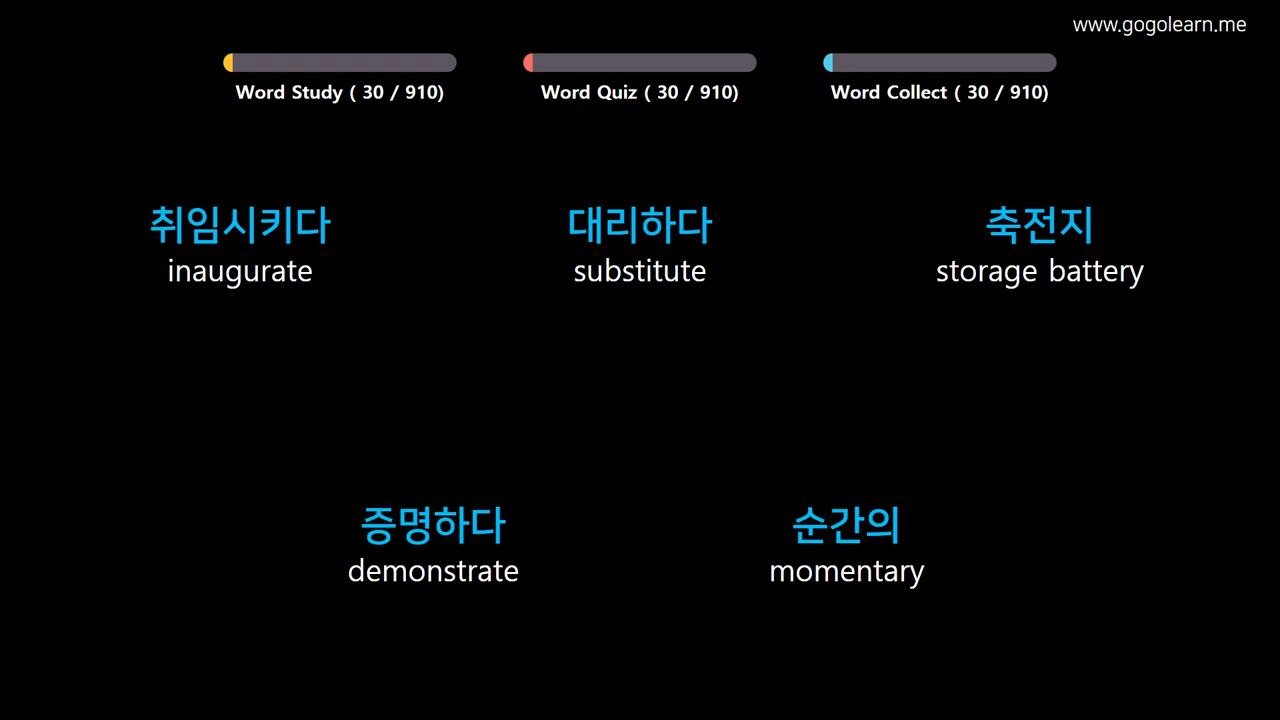 www.gogolearn.me
Word Study ( 30 / 910)
Word Quiz ( 30 / 910)
Word Collect ( 30 / 910)
취임시키다
inaugurate
대리하다
substitute
축전지
storage battery
증명하다
demonstrate
순간의
momentary